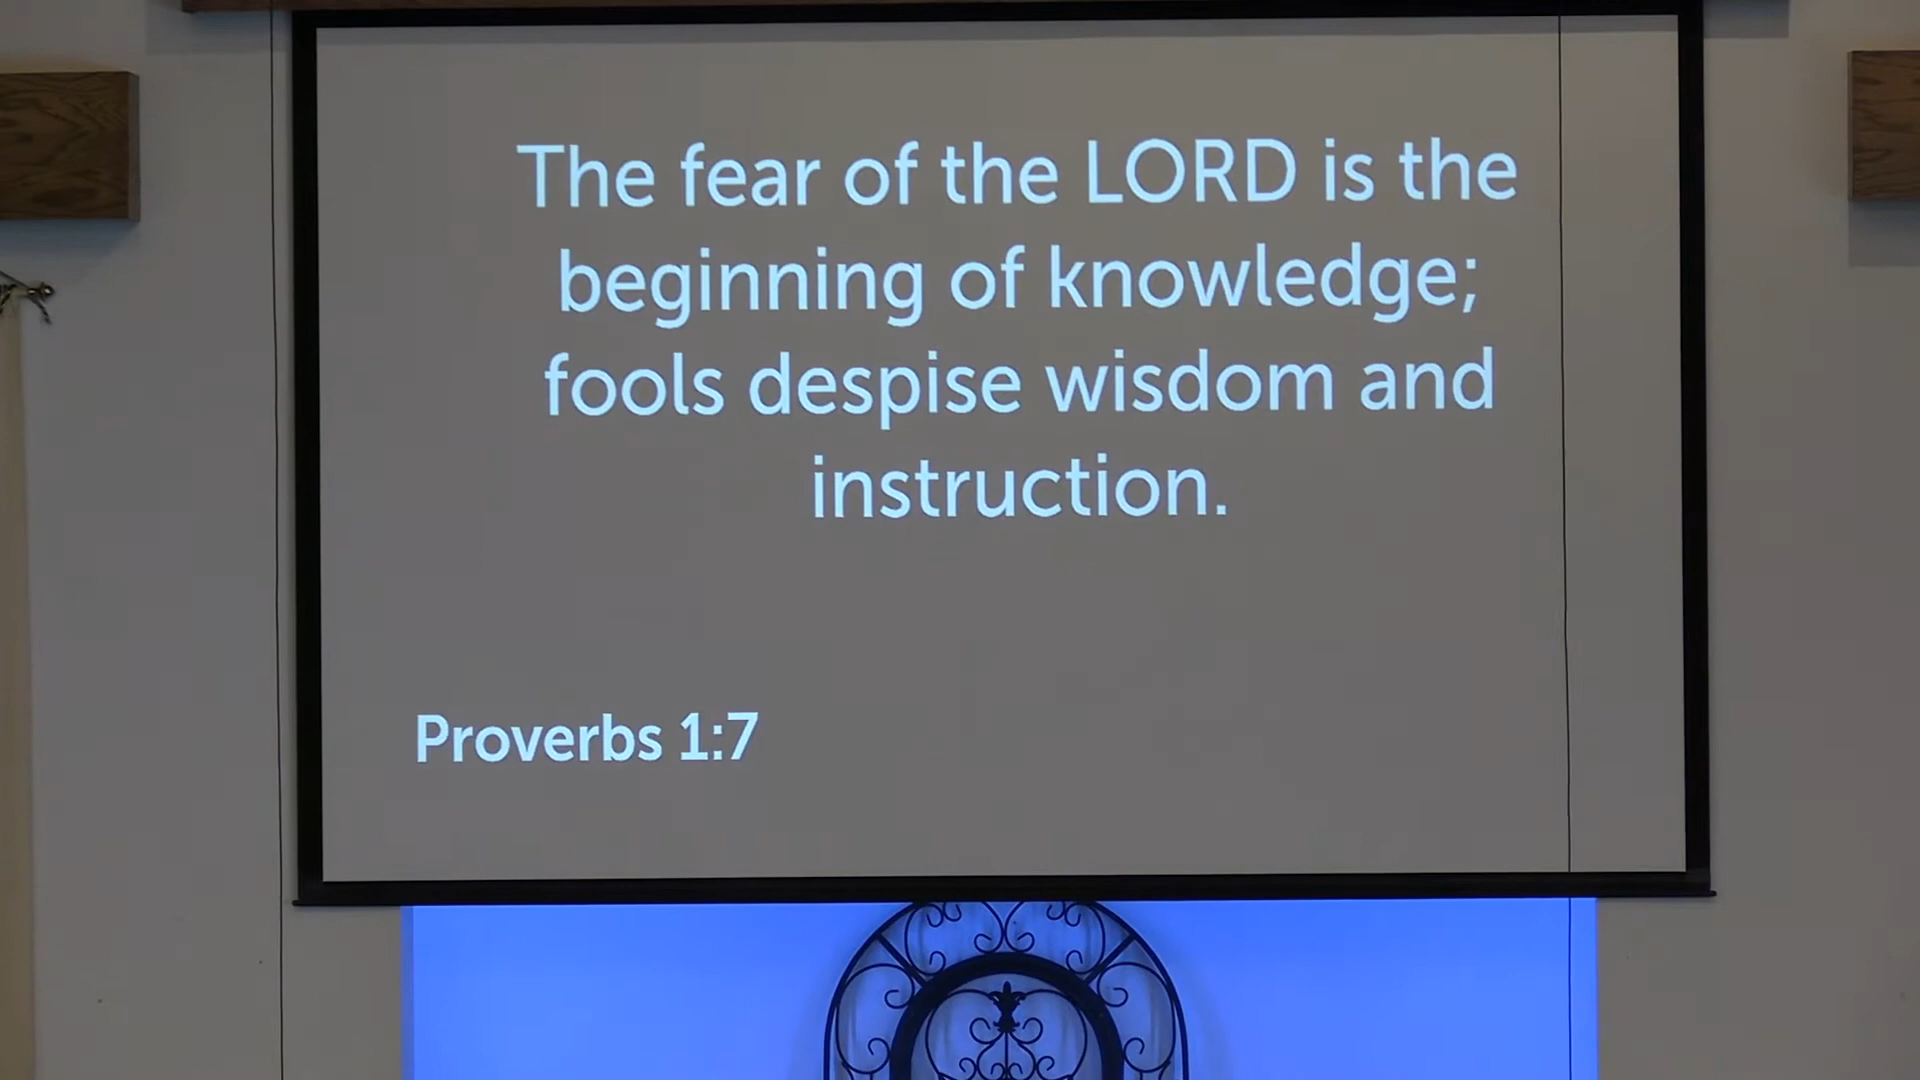 The fear of the LORD is the
beginning of knowledge;
fools despise wisdom and
instruction.
Proverbs 1:7